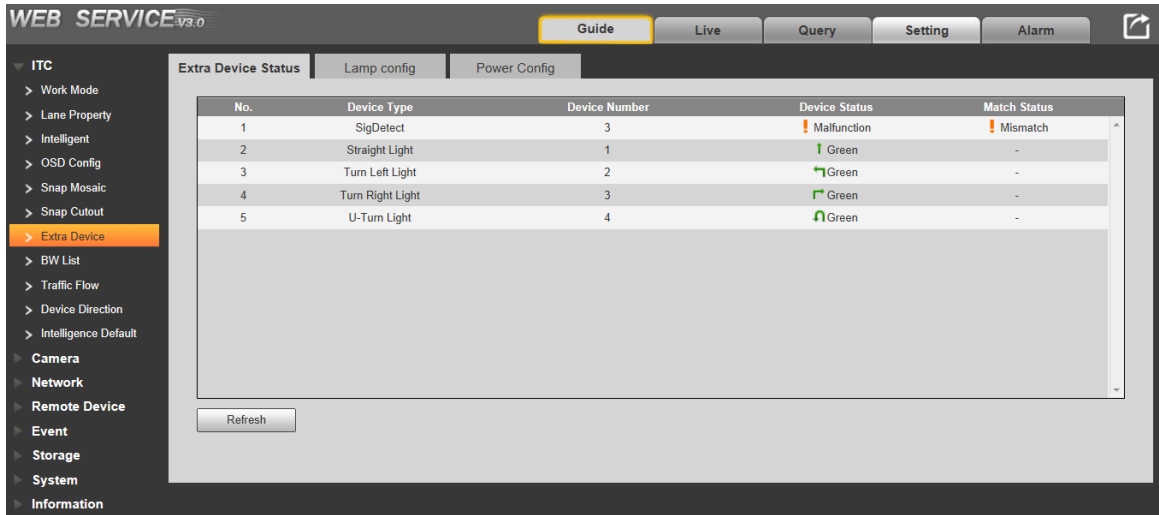 WEB SERVICE V3.0
Guide Live Query Setting Alarm
ITC
Work Mode
Lane Property
Intelligent
OSD Config
Snap Mosaic
Snap Cutout
Extra Device
BW List
Traffic Flow
Device Direction
Intelligence Default
Camera
Network
Remote Device
Event
Storage
System
Information
Extra Device Status Lamp config Power Config
No. Device Type Device Number Device Status Match Status
1 SigDetect 3 Malfunction Mismatch
2 Straight Light 1 Green -
3 Turn Left Light 2 Green -
4 Turn Right Light 3 Green -
5 U-Turn Light 4 Green -
Refresh